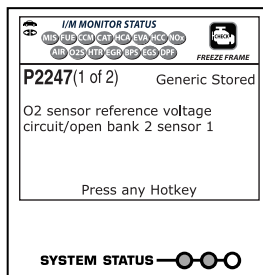 I/M MONITOR STATUS
MIS FUE CCM CAT HCA EVA HCC NOx
AIR O2S HTR EGR BPS EGS DPF
CHECK
FREEZE FRAME
P2247(1 of 2) Generic Stored
O2 sensor reference voltage
circuit/open bank 2 sensor 1
Press any Hotkey
SYSTEM STATUS